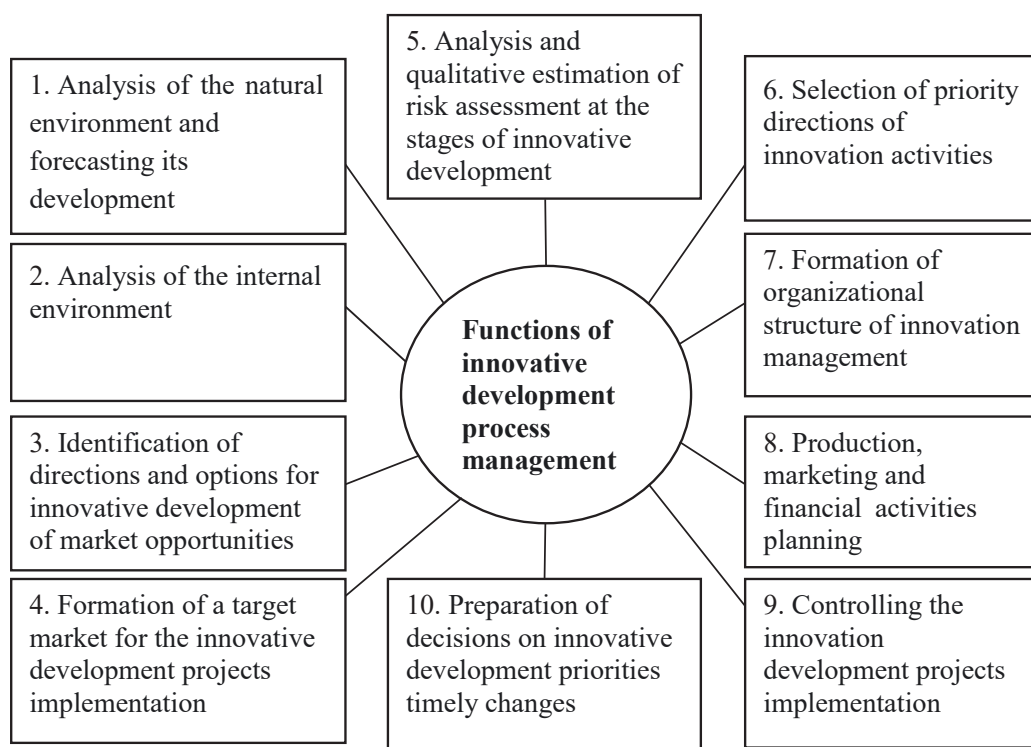 1. Analysis of the natural
environment and
forecasting its
development
2. Analysis of the internal
environment
3. Identification of
directions and options for
innovative development
of market opportunities
4. Formation of a target
market for the innovative
development projects
implementation
5. Analysis and
qualitative estimation of
risk assessment at the
stages of innovative
development
Functions of
innovative
development
process
management
10. Preparation of
decisions on innovative
development priorities
timely changes
6. Selection of priority
directions of
innovation activities
7. Formation of
organizational
structure of innovation
management
8. Production,
marketing and
financial activities
planning
9. Controlling the
innovation
development projects
implementation